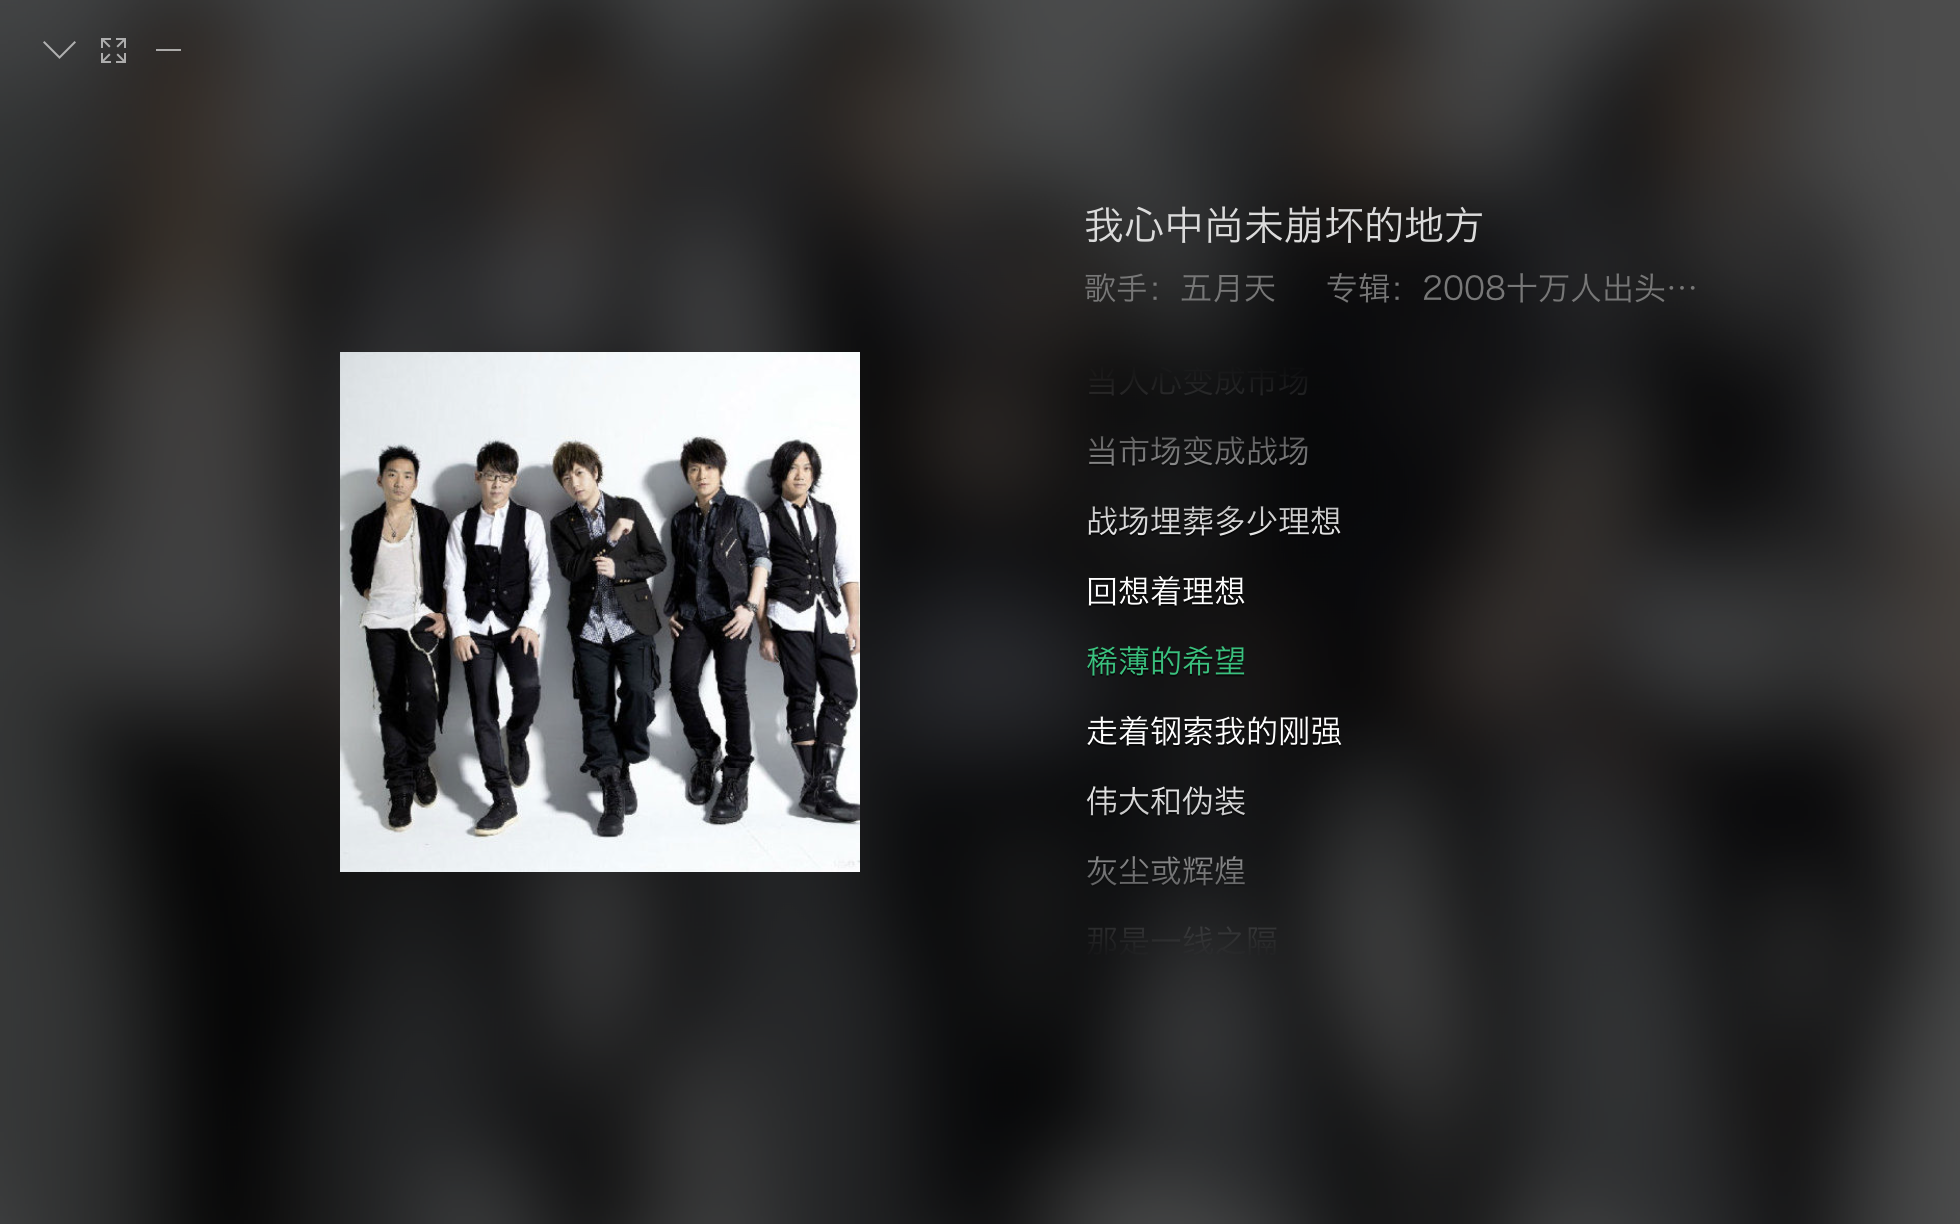 我心中尚未崩坏的地方
歌手：五月天 专辑：2008十万人出头…
当人心变成市场
当市场变成战场
战场埋葬多少理想
回想着理想
稀薄的希望
走着钢索我的刚强
伟大和伪装
灰尘或辉煌
那是一线之隔